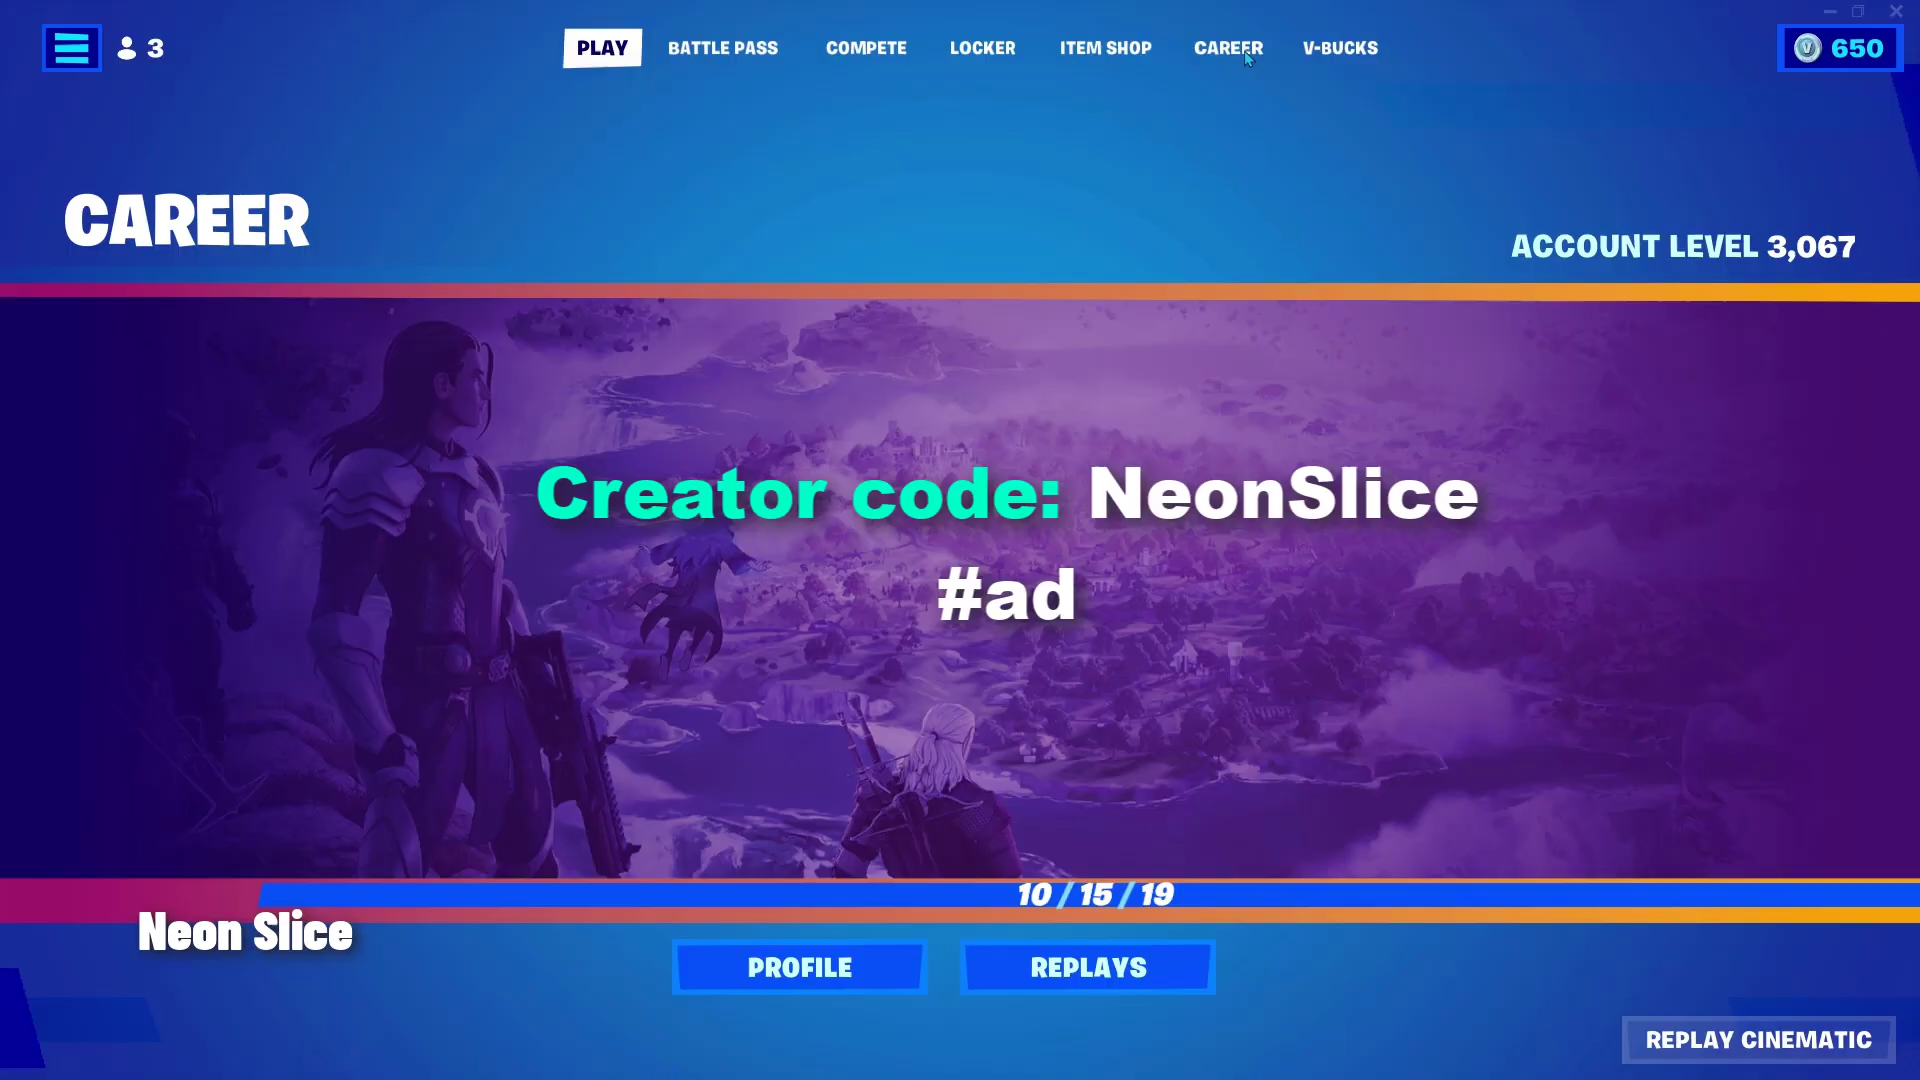 3
PLAY
BATTLE PASS
COMPETE
LOCKER
ITEM SHOP
CAREER
V-BUCKS
650
CAREER
ACCOUNT LEVEL 3,067
Creator code: NeonSlice
#ad
10 / 15 / 19
Neon Slice
PROFILE
REPLAYS
REPLAY CINEMATIC